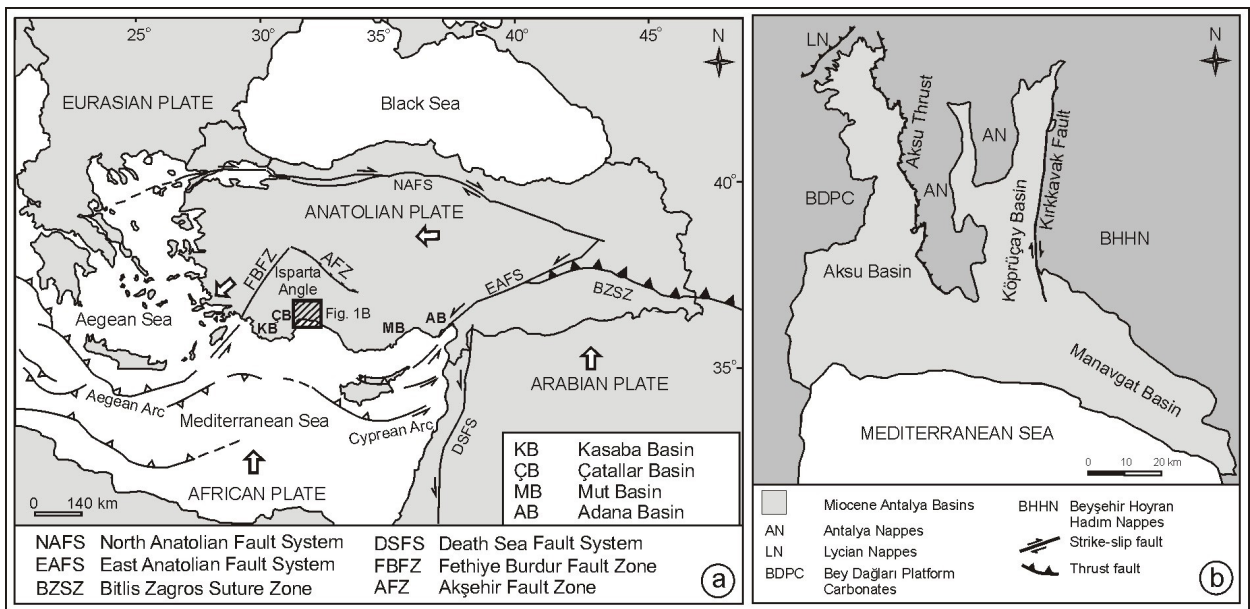 25°
30°
35°
40°
45°
N
EURASIAN PLATE
Black Sea
40°
NAFS
ANATOLIAN PLATE
FBFZ
AFZ
Isparta
Angle
EAFS
BZSZ
Aegean Sea
ÇB
Fig. 1B
KB
MB
AB
35°
ARABIAN PLATE
Aegean Arc
Mediterranean Sea
Cyprean Arc
DSFS
AFRICAN PLATE
0 140 km
KB Kasaba Basin
ÇB Çatallar Basin
MB Mut Basin
AB Adana Basin
NAFS North Anatolian Fault System
EAFS East Anatolian Fault System
BZSZ Bitlis Zagros Suture Zone
DSFS Death Sea Fault System
FBFZ Fethiye Burdur Fault Zone
AFZ Akşehir Fault Zone
a
LN
N
Aksu Thrust
AN
Kırkkavak Fault
BDPC
AN
Köprüçay Basin
BHHN
Aksu Basin
Manavgat Basin
MEDITERRANEAN SEA
0 10 20 km
Miocene Antalya Basins
AN Antalya Nappes
LN Lycian Nappes
BDPC Bey Dağları Platform
Carbonates
BHHN Beyşehir Hoyran
Hadım Nappes
Strike-slip fault
Thrust fault
b